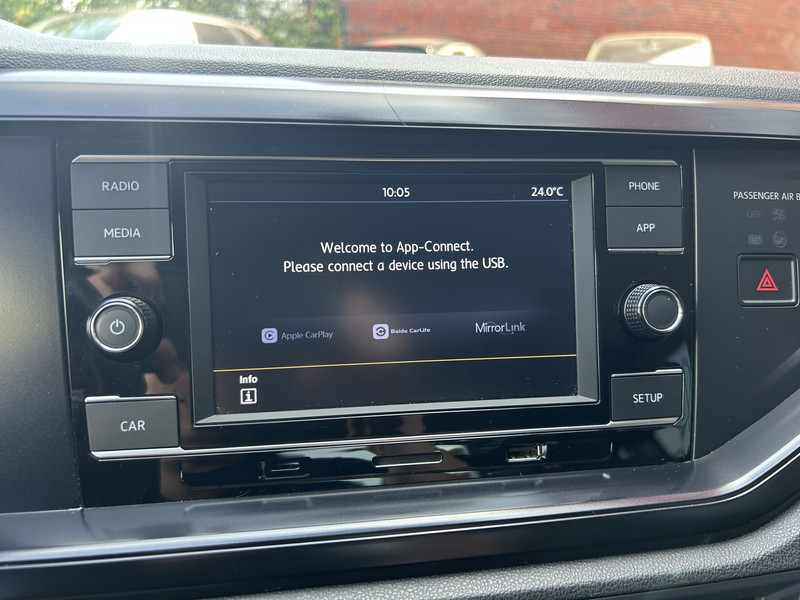 RADIO
MEDIA
CAR
10:05
24.0°C
Welcome to App-Connect.
Please connect a device using the USB.
Apple CarPlay
Baidu CarLife
MirrorLink
Info
i
PHONE
APP
SETUP
PASSENGER AIR B
OFF